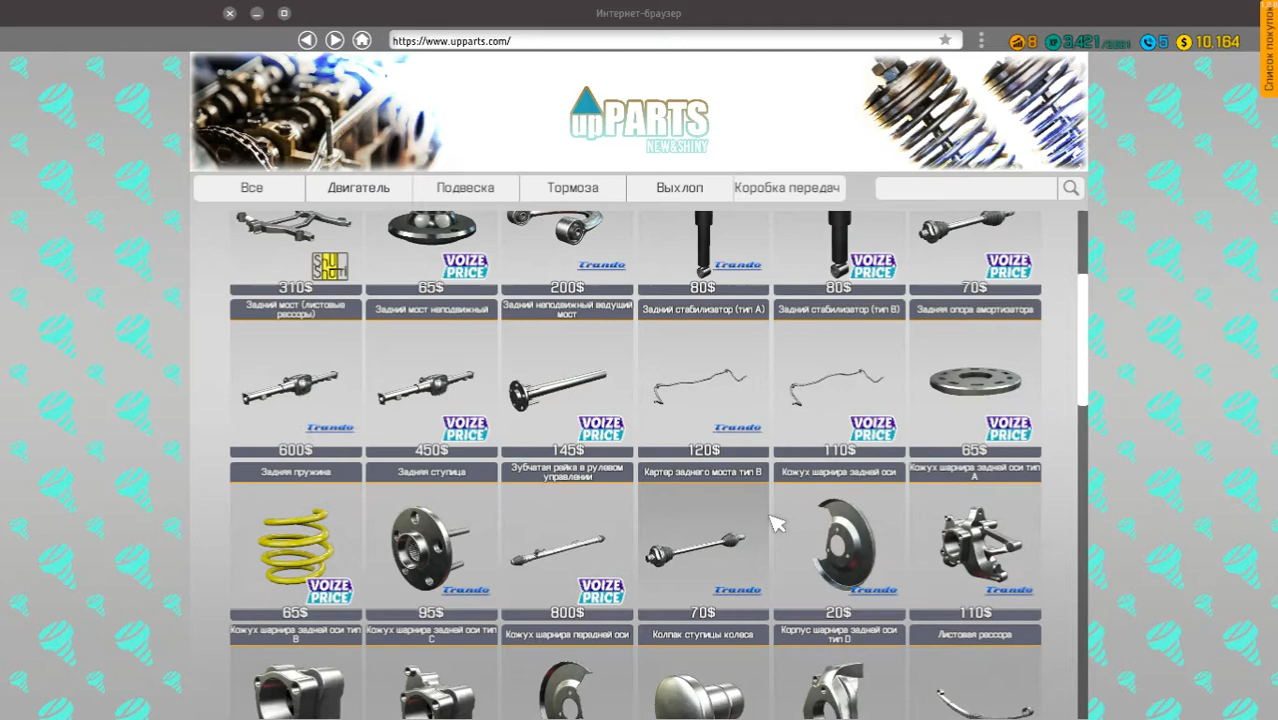 Интернет-браузер
https://www.upparts.com/
8
3,421
5
$ 10,164
Список покупок
upPARTS
NEW&SHINY
Все
Двигатель
Подвеска
Тормоза
Выхлоп
Коробка передач
VOIZE PRICE
Trando
Trando
VOIZE PRICE
VOIZE PRICE
310$
65$
200$
80$
80$
70$
Задний мост (листовые
рессоры)
Задний мост неподвижный
Задний неподвижный ведущий
мост
Задний стабилизатор (тип A)
Задний стабилизатор (тип B)
Задняя опора амортизатора
Trando
VOIZE PRICE
VOIZE PRICE
Trando
VOIZE PRICE
VOIZE PRICE
600$
450$
145$
120$
110$
65$
Задняя пружина
Задняя ступица
Зубчатая рейка в рулевом
управлении
Картер заднего моста тип B
Кожух шарнира задней оси
Кожух шарнира задней оси тип
A
VOIZE PRICE
Trando
VOIZE PRICE
Trando
Trando
Trando
65$
95$
800$
70$
20$
110$
Кожух шарнира задней оси тип
B
Кожух шарнира задней оси тип
C
Кожух шарнира передней оси
Колпак ступицы колеса
Корпус шарнира задней оси
тип D
Листовая рессора